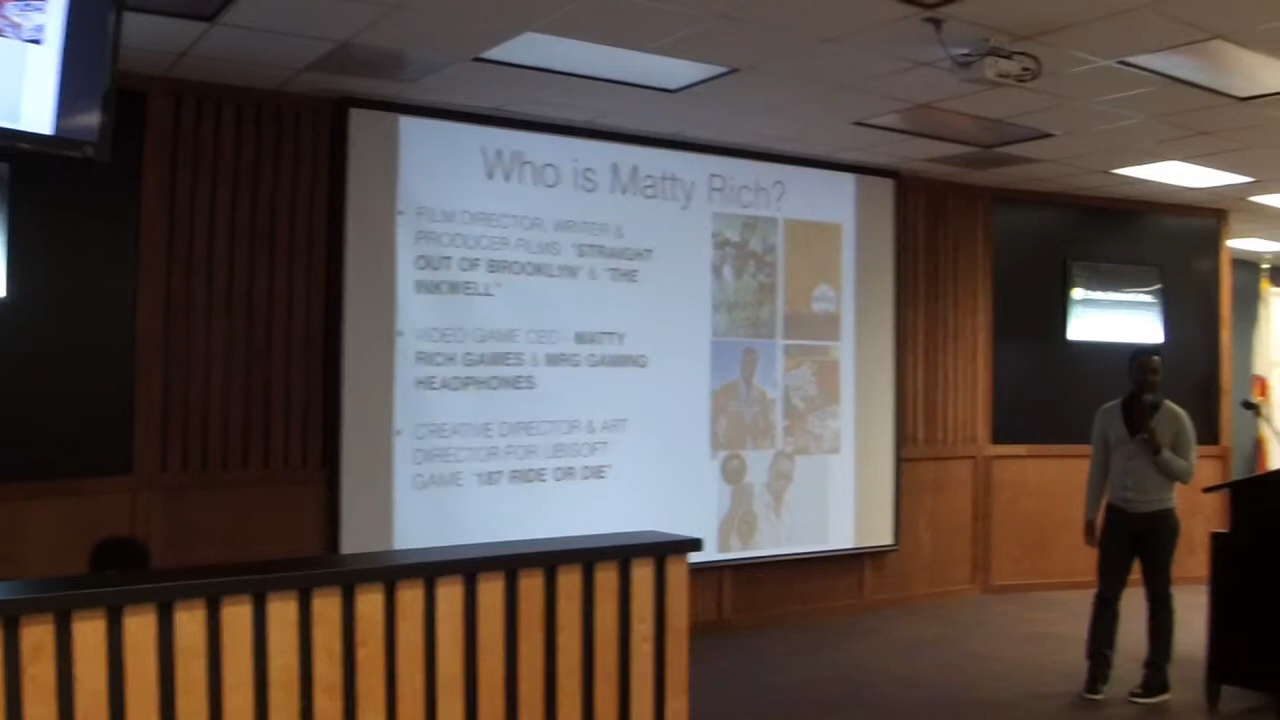 Who is Matty Rich?
• FILM DIRECTOR, WRITER &
PRODUCER FILMS "STRAIGHT
OUT OF BROOKLYN" & "THE
INKWELL"
• VIDEO GAME CEO - MATTY
RICH GAMES & MRG GAMING
HEADPHONES
• CREATIVE DIRECTOR & ART
DIRECTOR FOR UBISOFT
GAME "187 RIDE OR DIE"